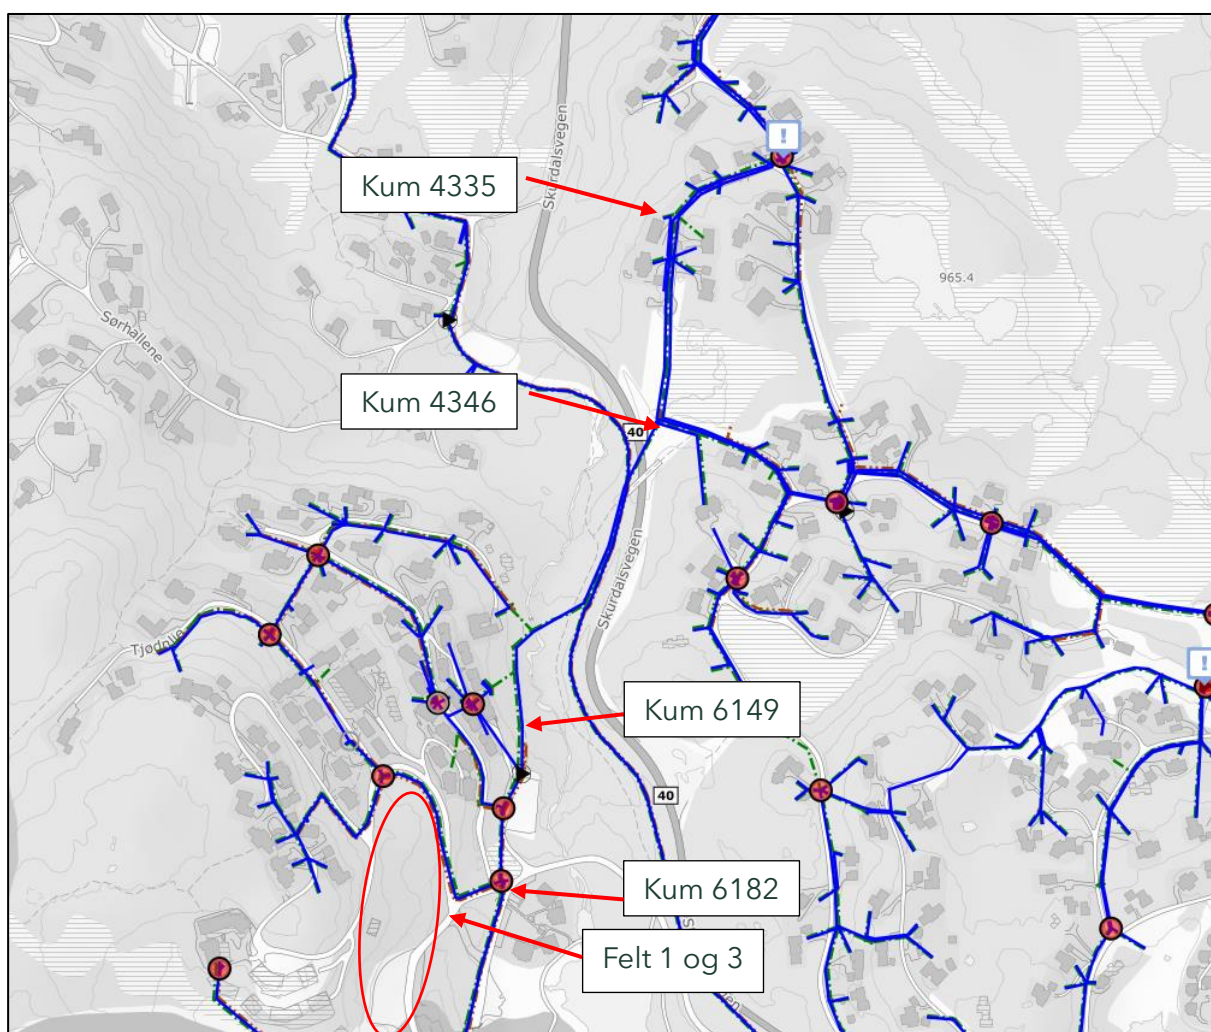 Skurdalsvegen
!
Kum 4335
965.4
Sørhallene
Kum 4346
40
Skurdalsvegen
Kum 6149
!
40
Kum 6182
Felt 1 og 3